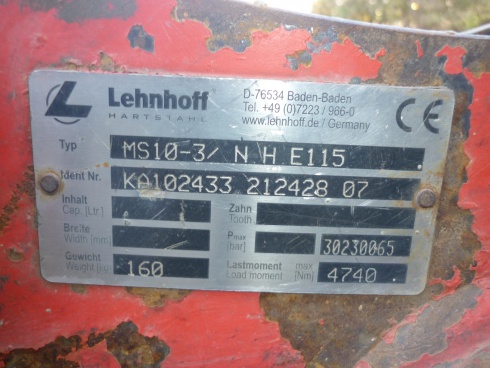 Lehnhoff®
HARTSTAHL
D-76534 Baden-Baden
Tel. +49 (0)7223 / 966-0
www.lehnhoff.de / Germany
CE
Typ MS10-3/ N H E115
Ident Nr. KA102433 212428 07
Inhalt
Cap. [Ltr.]
Zahn
Tooth
Breite
Width [mm]
Pmax
[bar] 30230065
Gewicht
Weight [kg] 160
Lastmoment max
Load moment [Nm] 4740